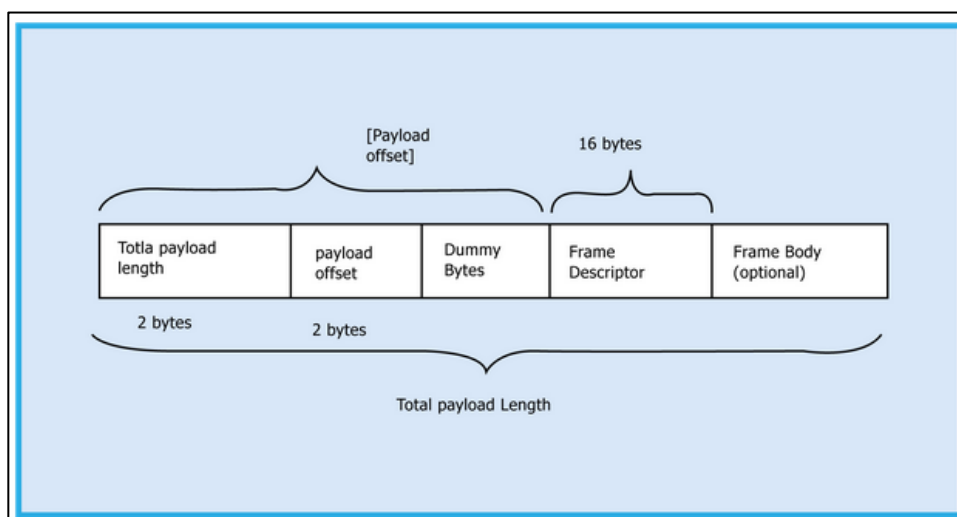 [Payload
offset]
16 bytes
Totla payload
length
payload
offset
Dummy
Bytes
Frame
Descriptor
Frame Body
(optional)
2 bytes
2 bytes
Total payload Length